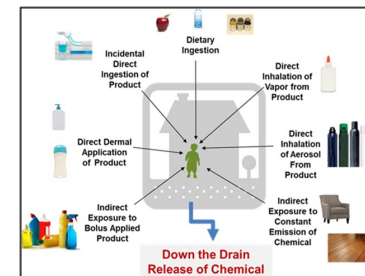 Dietary
Ingestion
Incidental
Direct
Ingestion of
Product
Direct
Inhalation of
Vapor from
Product
Direct Dermal
Application
of Product
Direct
Inhalation
of Aerosol
From
Product
Indirect
Exposure to
Bolus Applied
Product
Indirect
Exposure to
Constant
Emission of
Chemical
Down the Drain
Release of Chemical